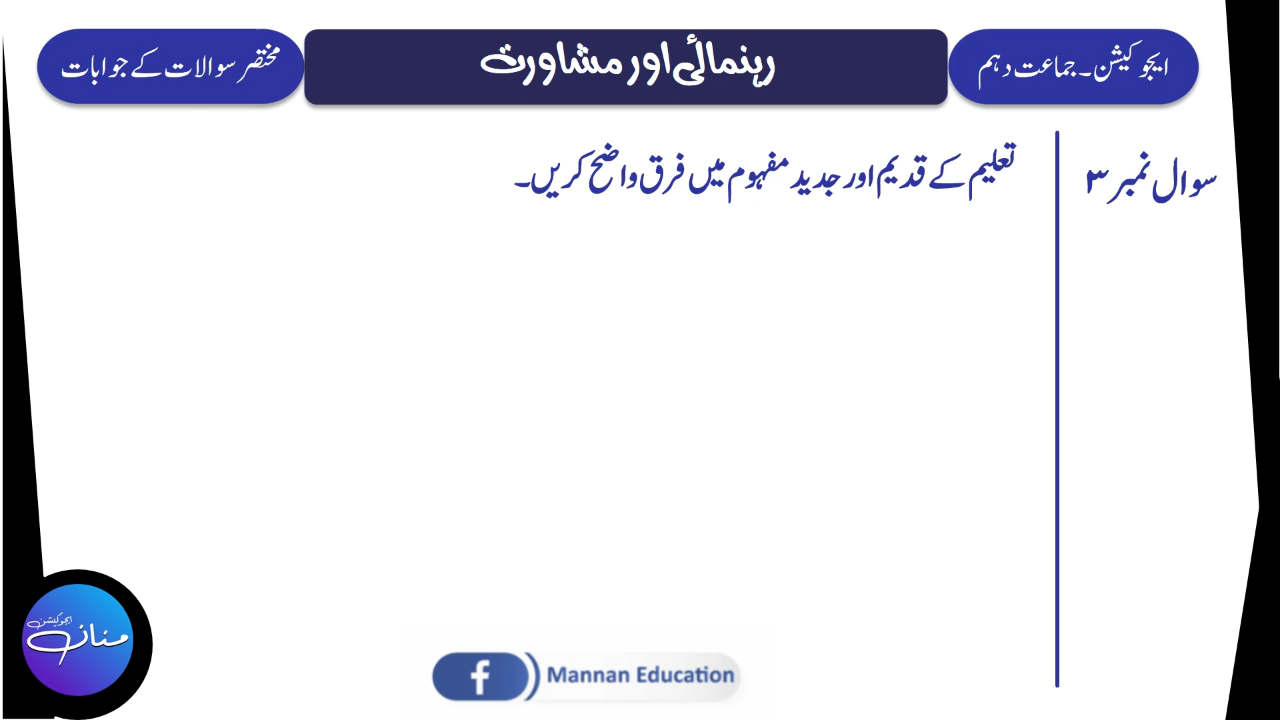 ایجوکیشن۔جماعت دہم
رہنمائی اور مشاورت
مختصر سوالات کے جوابات
سوال نمبر ۳
تعلیم کے قدیم اور جدید مفہوم میں فرق واضح کریں۔
ایجوکیشن
منان
f
Mannan Education